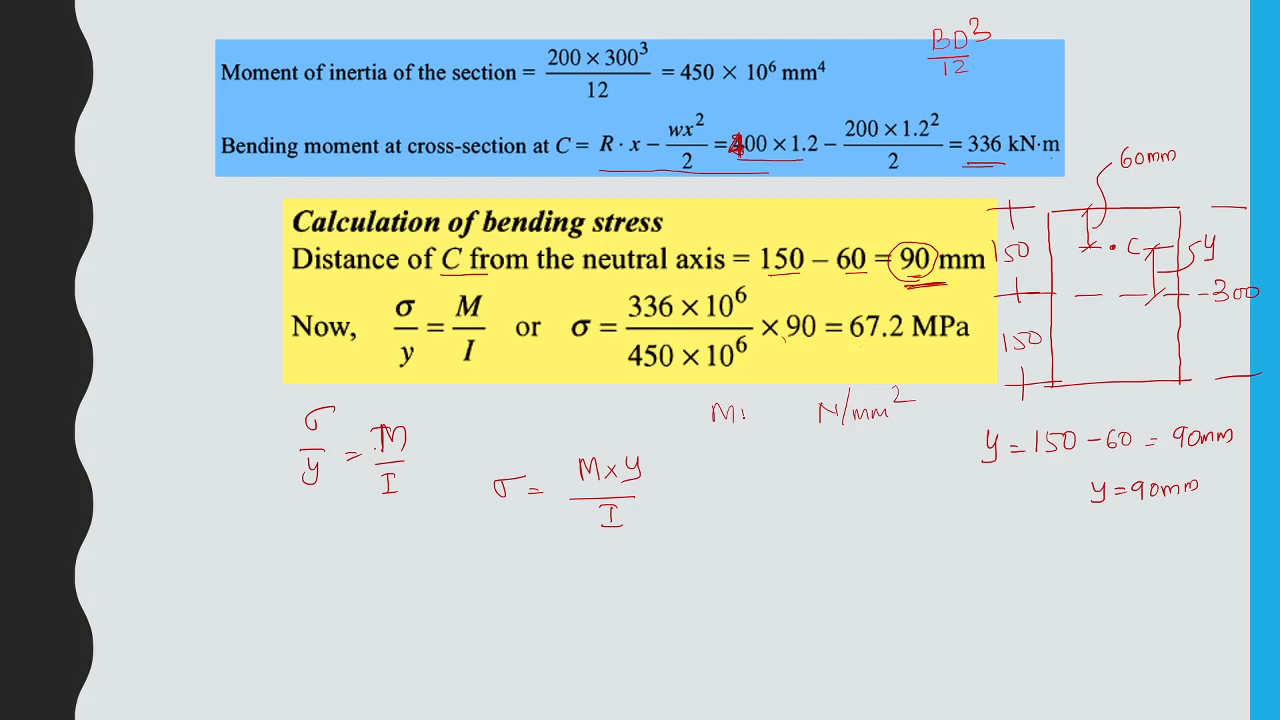 BD³
12
Moment of inertia of the section = 200 × 300³ / 12 = 450 × 10⁶ mm⁴
Bending moment at cross-section at C = R · x − wx² / 2 = 400 × 1.2 − 200 × 1.2² / 2 = 336 kN·m
60mm
Calculation of bending stress
Distance of C from the neutral axis = 150 – 60 = 90 mm
150
• C
y
Now, σ / y = M / I or σ = 336 × 10⁶ / 450 × 10⁶ × 90 = 67.2 MPa
300
150
M
N/mm²
σ / y = M / I
σ = M × y / I
y = 150 – 60 = 90mm
y = 90mm